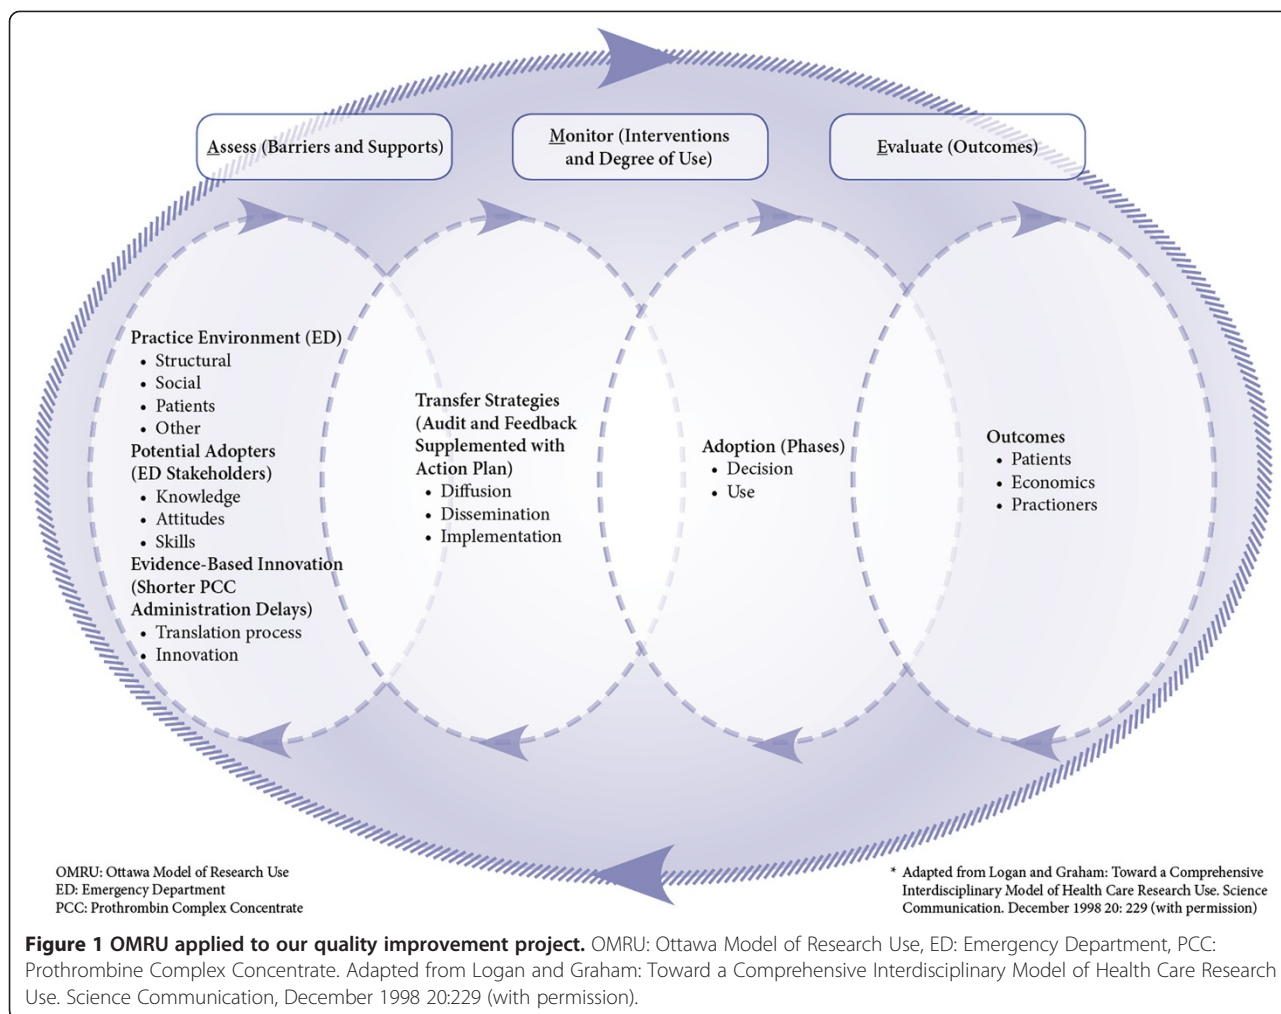 Assess (Barriers and Supports)
Monitor (Interventions
and Degree of Use)
Evaluate (Outcomes)
Practice Environment (ED)
• Structural
• Social
• Patients
• Other
Potential Adopters
(ED Stakeholders)
• Knowledge
• Attitudes
• Skills
Evidence-Based Innovation
(Shorter PCC
Administration Delays)
• Translation process
• Innovation
Transfer Strategies
(Audit and Feedback
Supplemented with
Action Plan)
• Diffusion
• Dissemination
• Implementation
Adoption (Phases)
• Decision
• Use
Outcomes
• Patients
• Economics
• Practioners
OMRU: Ottawa Model of Research Use
ED: Emergency Department
PCC: Prothrombin Complex Concentrate
* Adapted from Logan and Graham: Toward a Comprehensive
Interdisciplinary Model of Health Care Research Use. Science
Communication. December 1998 20: 229 (with permission)
Figure 1 OMRU applied to our quality improvement project. OMRU: Ottawa Model of Research Use, ED: Emergency Department, PCC:
Prothrombine Complex Concentrate. Adapted from Logan and Graham: Toward a Comprehensive Interdisciplinary Model of Health Care Research
Use. Science Communication, December 1998 20:229 (with permission).